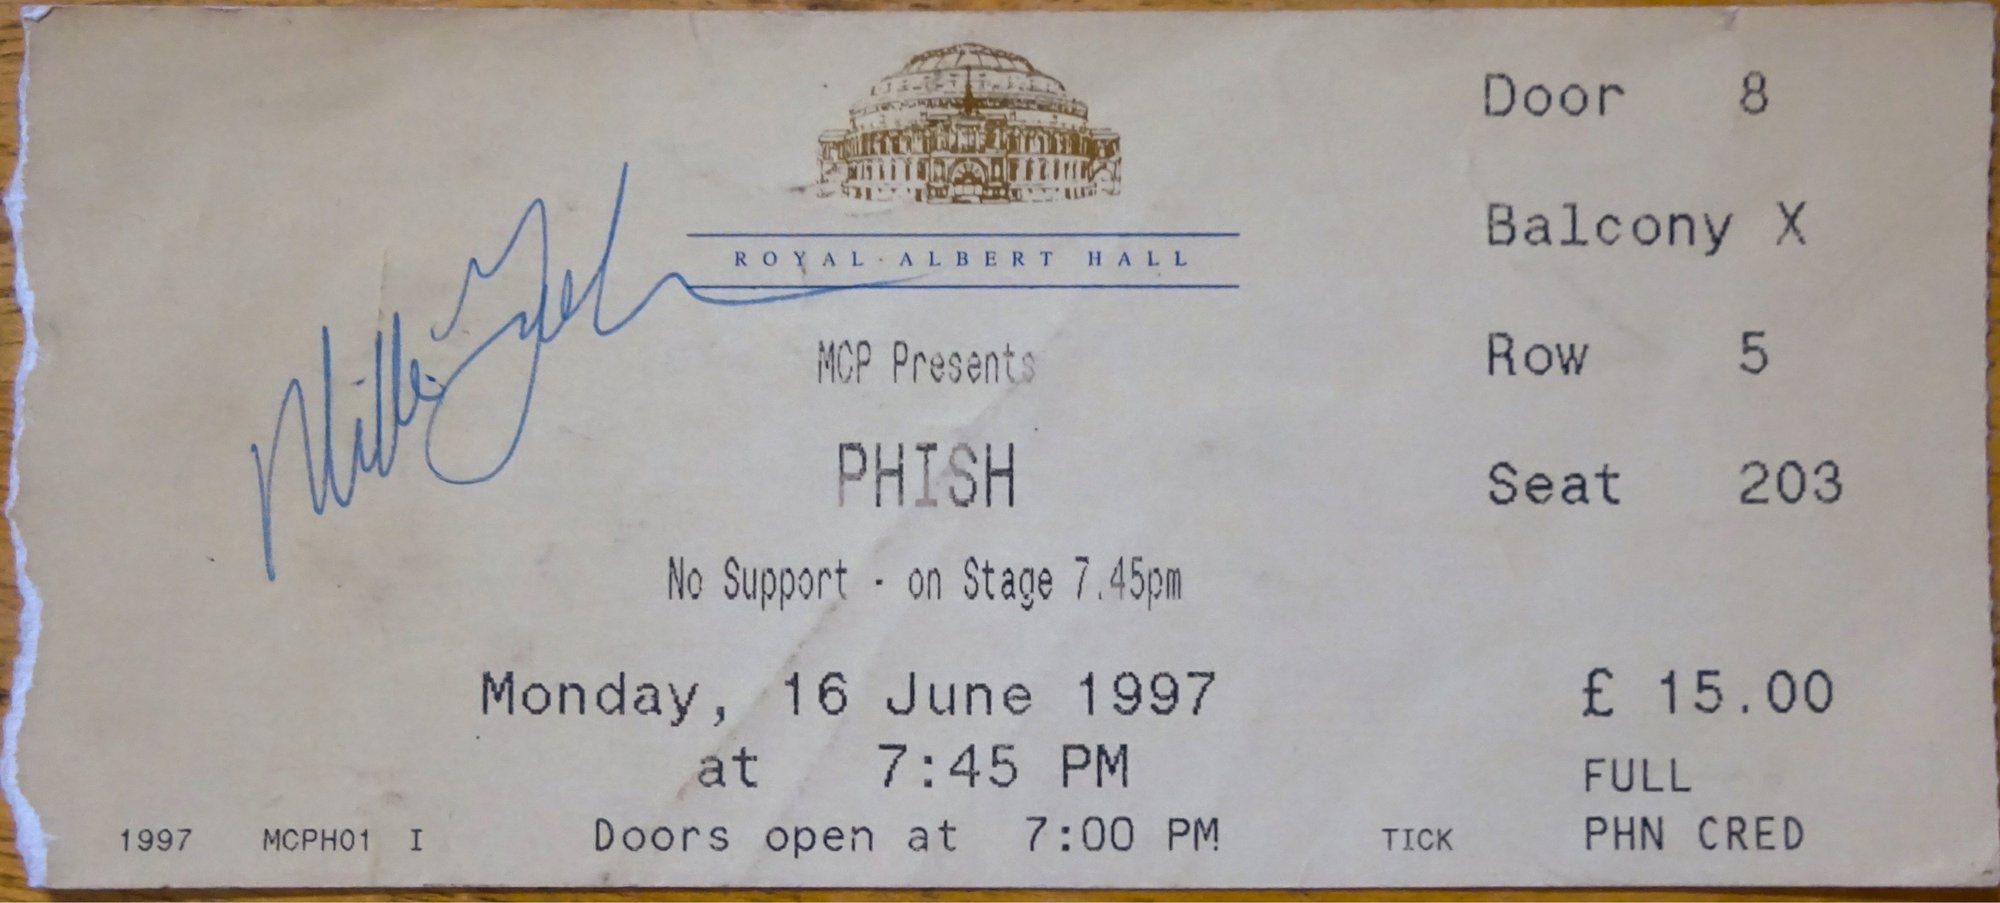 Door 8
ROYAL ALBERT HALL
Balcony X
MCP Presents
Row 5
PHISH
Seat 203
No Support - on Stage 7.45pm
Monday, 16 June 1997
£ 15.00
at 7:45 PM
FULL
1997 MCPH01 I Doors open at 7:00 PM TICK PHN CRED